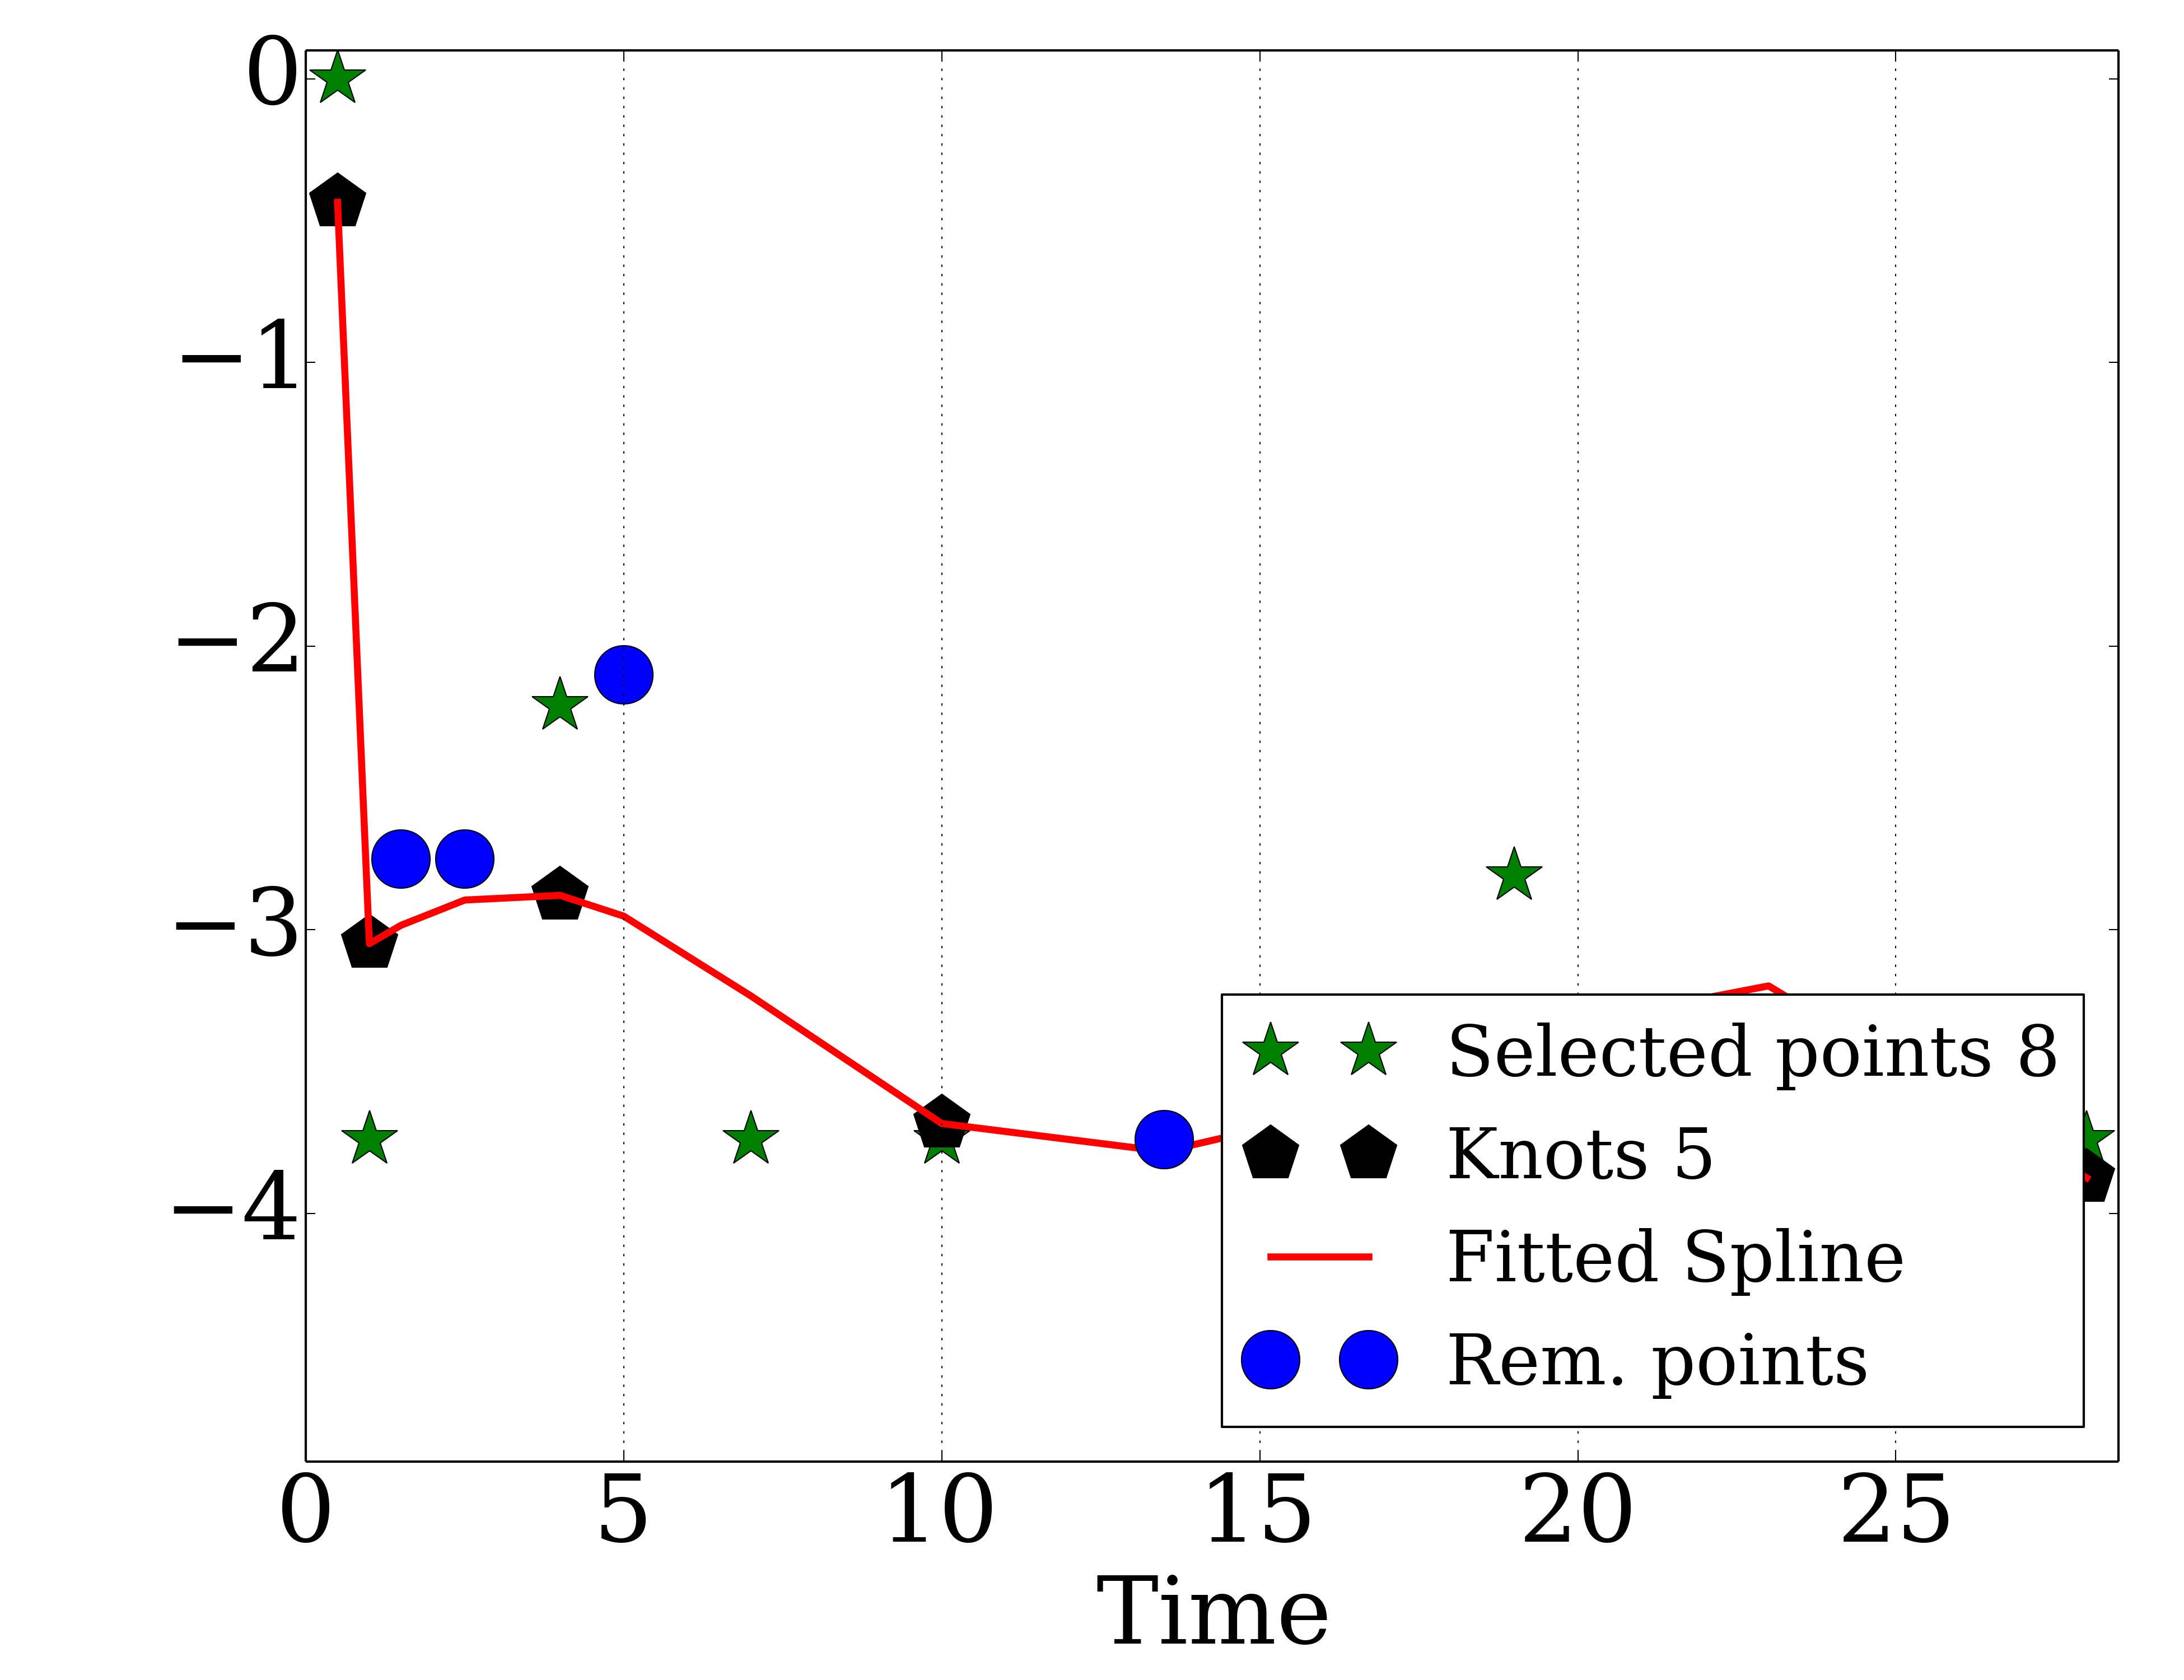 0
−1
−2
−3
−4
Selected points 8
Knots 5
Fitted Spline
Rem. points
0 5 10 15 20 25
Time